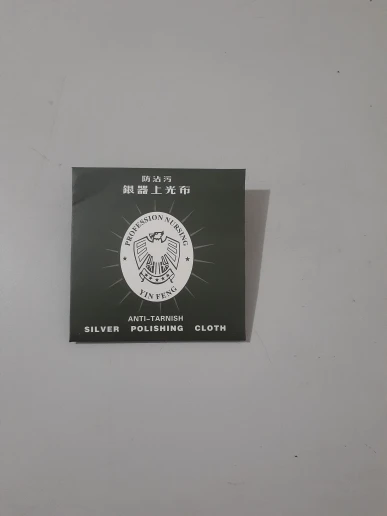 防沾污
銀器上光布
PROFESSION NURSING
YIN FENG
ANTI-TARNISH
SILVER POLISHING CLOTH